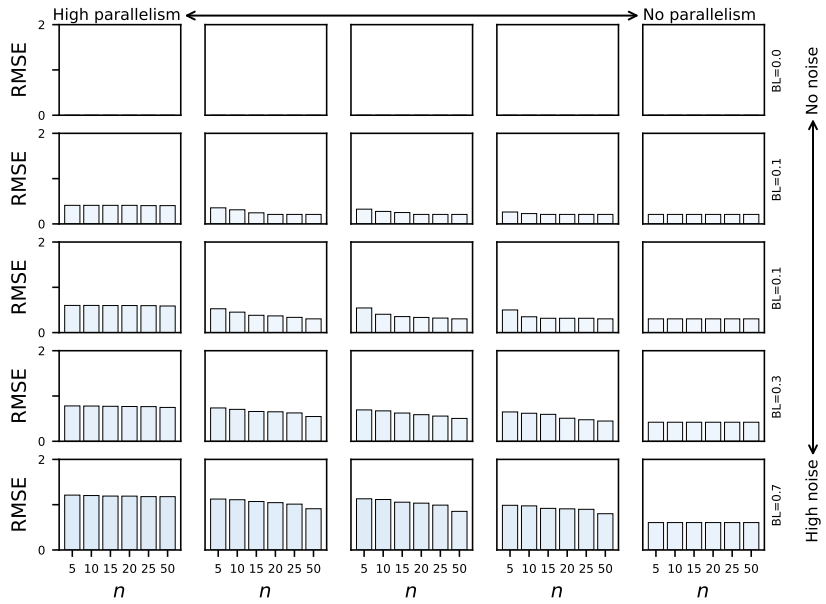 High parallelism No parallelism
2
RMSE
0
BL=0.0
No noise
2
RMSE
0
BL=0.1
2
RMSE
0
BL=0.1
2
RMSE
0
BL=0.3
2
RMSE
0
BL=0.7
High noise
5 10 15 20 25 50 5 10 15 20 25 50 5 10 15 20 25 50 5 10 15 20 25 50 5 10 15 20 25 50
n n n n n